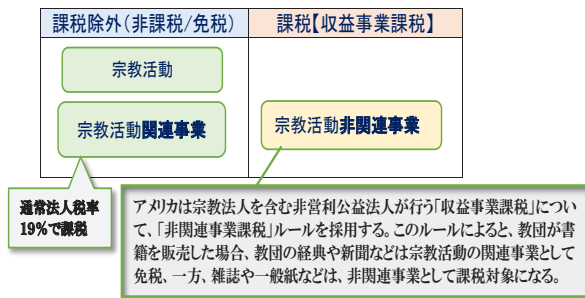 課税除外（非課税/免税）
課税【収益事業課税】
宗教活動
宗教活動関連事業
宗教活動非関連事業
通常法人税率
19％で課税
アメリカは宗教法人を含む非営利公益法人が行う「収益事業課税」につい
て、「非関連事業課税」ルールを採用する。このルールによると、教団が書
籍を販売した場合、教団の経典や新聞などは宗教活動の関連事業として
免税、一方、雑誌や一般紙などは、非関連事業として課税対象になる。